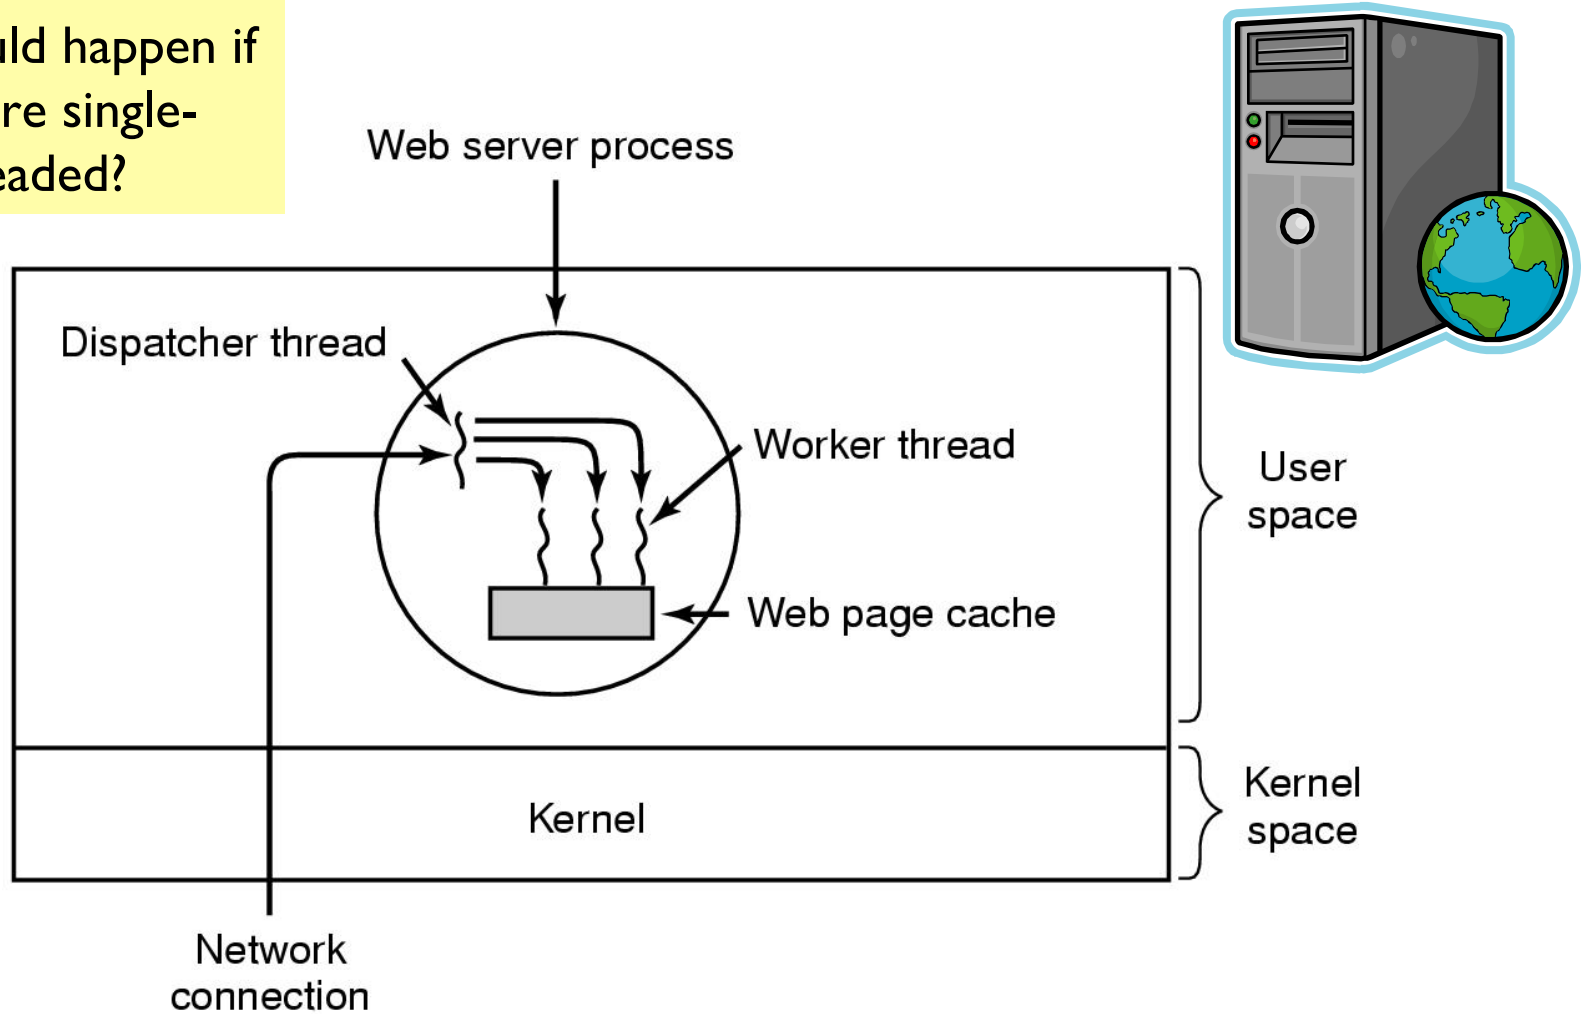 uld happen if
re single-
eaded?
Web server process
Dispatcher thread
Worker thread
Web page cache
User
space
Kernel
Kernel
space
Network
connection